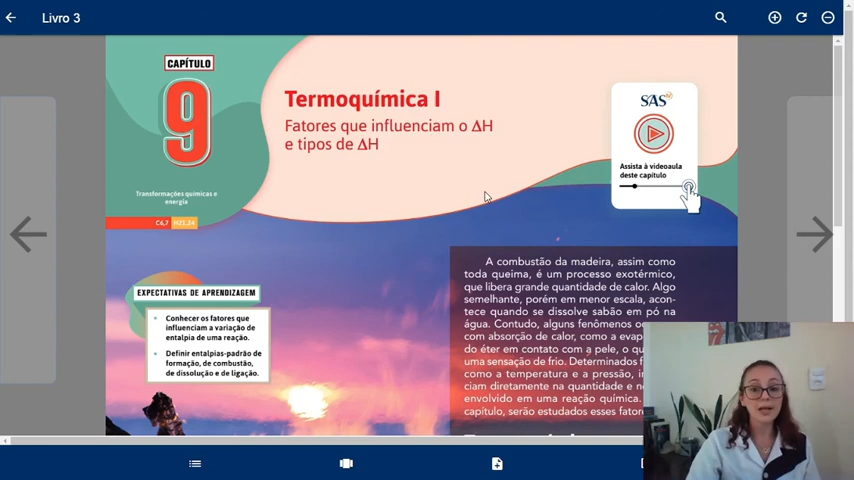 Livro 3
CAPÍTULO
9
Transformações químicas e
energia
C6,7 H21,24
Termoquímica I
Fatores que influenciam o ΔH
e tipos de ΔH
SAS
Assista à videoaula
deste capítulo
EXPECTATIVAS DE APRENDIZAGEM
• Conhecer os fatores que
influenciam a variação de
entalpia de uma reação.
• Definir entalpias-padrão de
formação, de combustão,
de dissolução e de ligação.
A combustão da madeira, assim como
toda queima, é um processo exotérmico,
que libera grande quantidade de calor. Algo
semelhante, porém em menor escala, acon-
tece quando se dissolve sabão em pó na
água. Contudo, alguns fenômenos
com absorção de calor, como a
do éter em contato com a pele, o
uma sensação de frio. Determinados
como a temperatura e a pressão,
ciam diretamente na quantidade e
envolvido em uma reação química.
capítulo, serão estudados esses